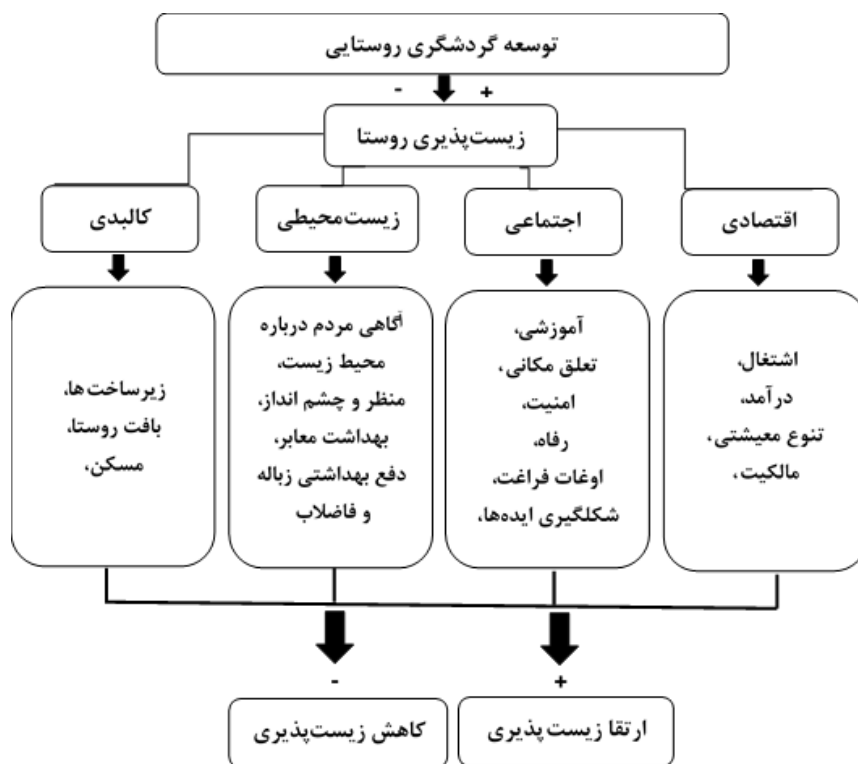 توسعه گردشگری روستایی
+
-
زیست‌پذیری روستا
اقتصادی
اجتماعی
زیست‌محیطی
کالبدی
اشتغال،
درآمد،
تنوع معیشتی،
مالکیت،
آموزشی،
تعلق مکانی،
امنیت،
رفاه،
اوغات فراغت،
شکلگیری ایده‌ها،
آگاهی مردم درباره
محیط زیست،
منظر و چشم انداز،
بهداشت معابر،
دفع بهداشتی زباله
و فاضلاب
زیرساخت‌ها،
بافت روستا،
مسکن،
+
-
ارتقا زیست‌پذیری
کاهش زیست‌پذیری